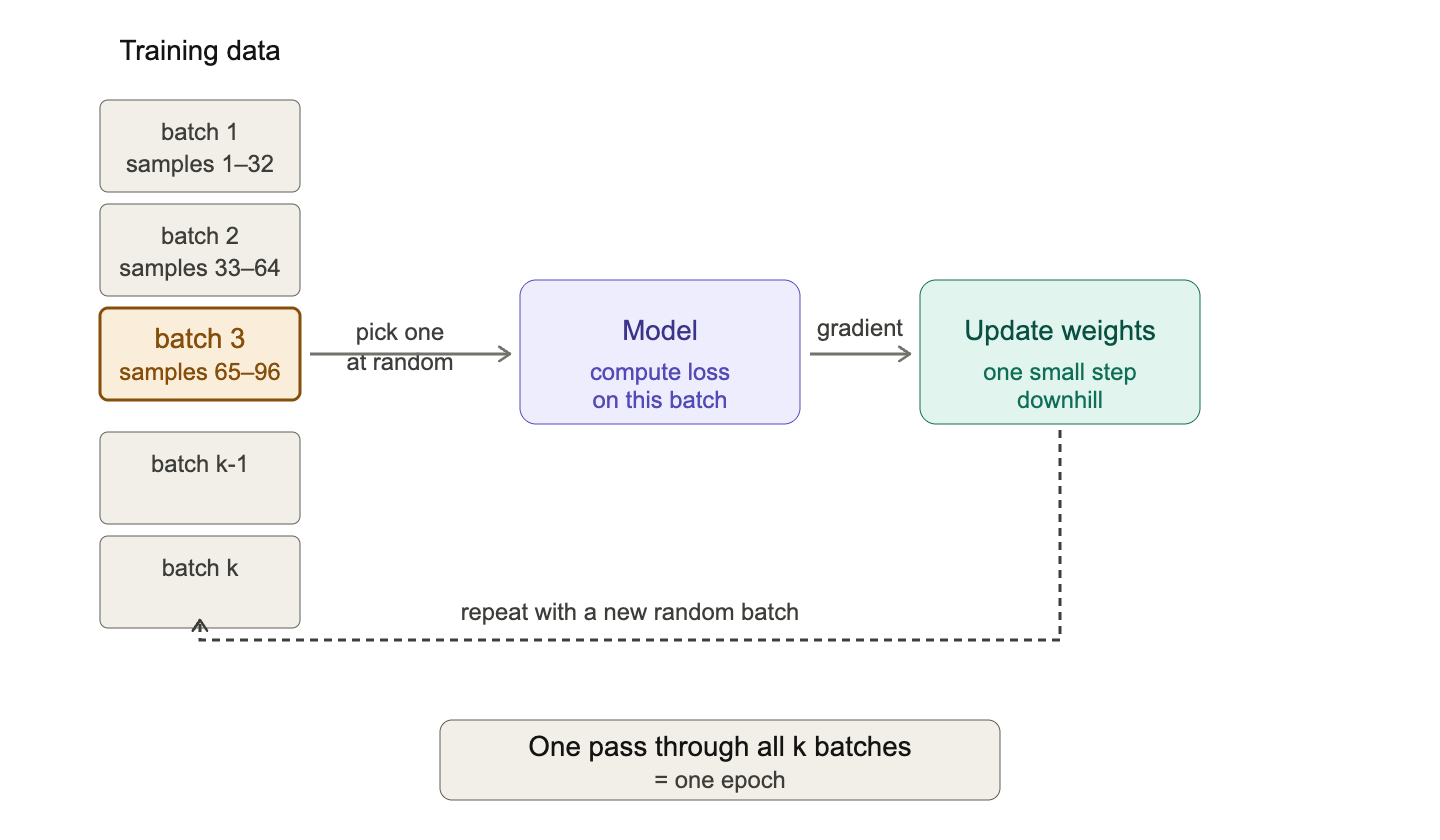 Training data
batch 1
samples 1–32
batch 2
samples 33–64
batch 3
samples 65–96
pick one
at random
Model
compute loss
on this batch
gradient
Update weights
one small step
downhill
batch k-1
batch k
repeat with a new random batch
One pass through all k batches
= one epoch